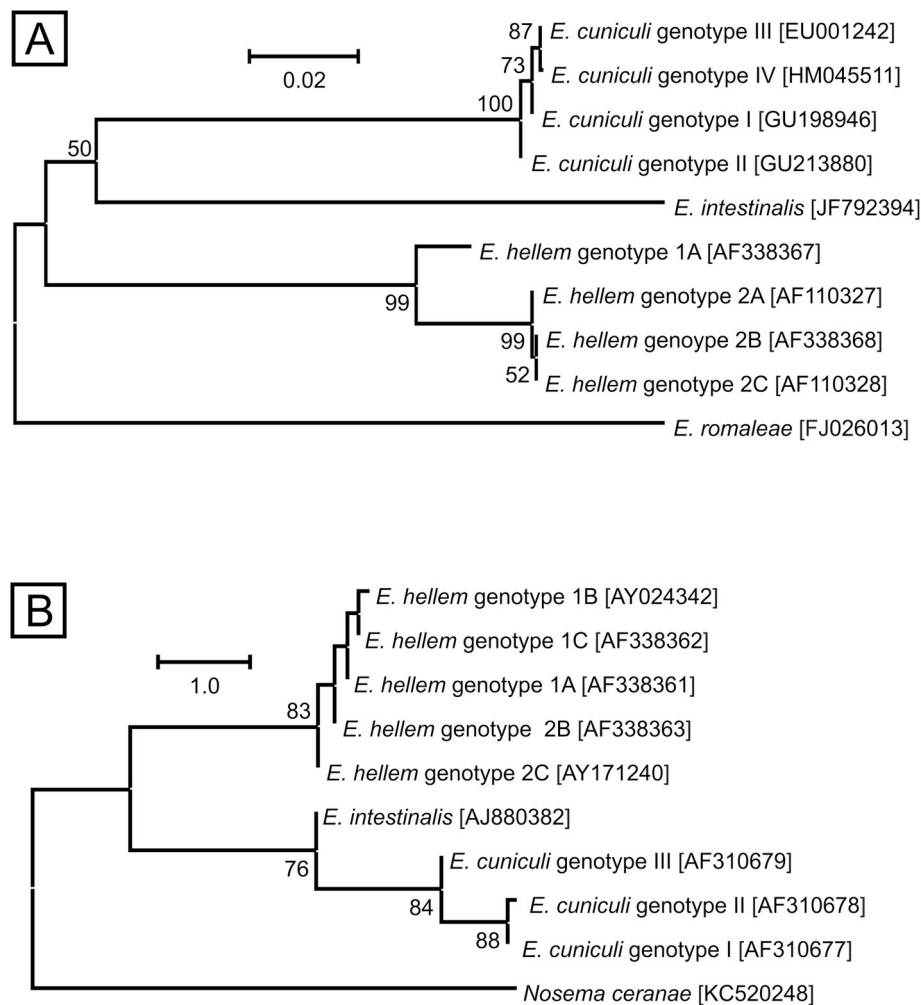 A
0.02
87
E. cuniculi genotype III [EU001242]
73
E. cuniculi genotype IV [HM045511]
100
E. cuniculi genotype I [GU198946]
50
E. cuniculi genotype II [GU213880]
E. intestinalis [JF792394]
E. hellem genotype 1A [AF338367]
99
E. hellem genotype 2A [AF110327]
99
E. hellem genoype 2B [AF338368]
52
E. hellem genotype 2C [AF110328]
E. romaleae [FJ026013]
B
1.0
E. hellem genotype 1B [AY024342]
E. hellem genotype 1C [AF338362]
E. hellem genotype 1A [AF338361]
83
E. hellem genotype 2B [AF338363]
E. hellem genotype 2C [AY171240]
E. intestinalis [AJ880382]
76
E. cuniculi genotype III [AF310679]
84
E. cuniculi genotype II [AF310678]
88
E. cuniculi genotype I [AF310677]
Nosema ceranae [KC520248]